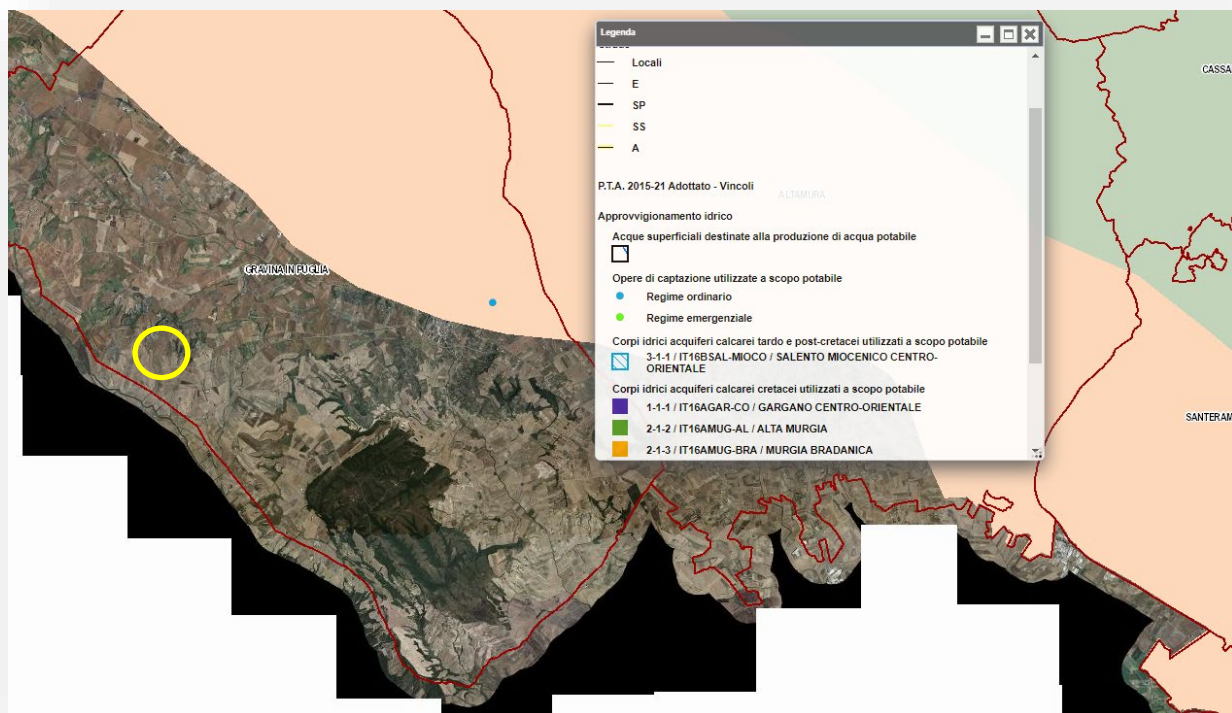 Legenda
Locali
E
SP
SS
A
P.T.A. 2015-21 Adottato - Vincoli
ALTAMURA
Approvvigionamento idrico
Acque superficiali destinate alla produzione di acqua potabile
Opere di captazione utilizzate a scopo potabile
Regime ordinario
Regime emergenziale
Corpi idrici acquiferi calcarei tardo e post-cretacei utilizzati a scopo potabile
3-1-1 / IT16BSAL-MIOCO / SALENTO MIOCENICO CENTRO-
ORIENTALE
Corpi idrici acquiferi calcarei cretacei utilizzati a scopo potabile
1-1-1 / IT16AGAR-CO / GARGANO CENTRO-ORIENTALE
2-1-2 / IT16AMUG-AL / ALTA MURGIA
2-1-3 / IT16AMUG-BRA / MURGIA BRADANICA
CASSA
GRAVINA IN PUGLIA
SANTERAM